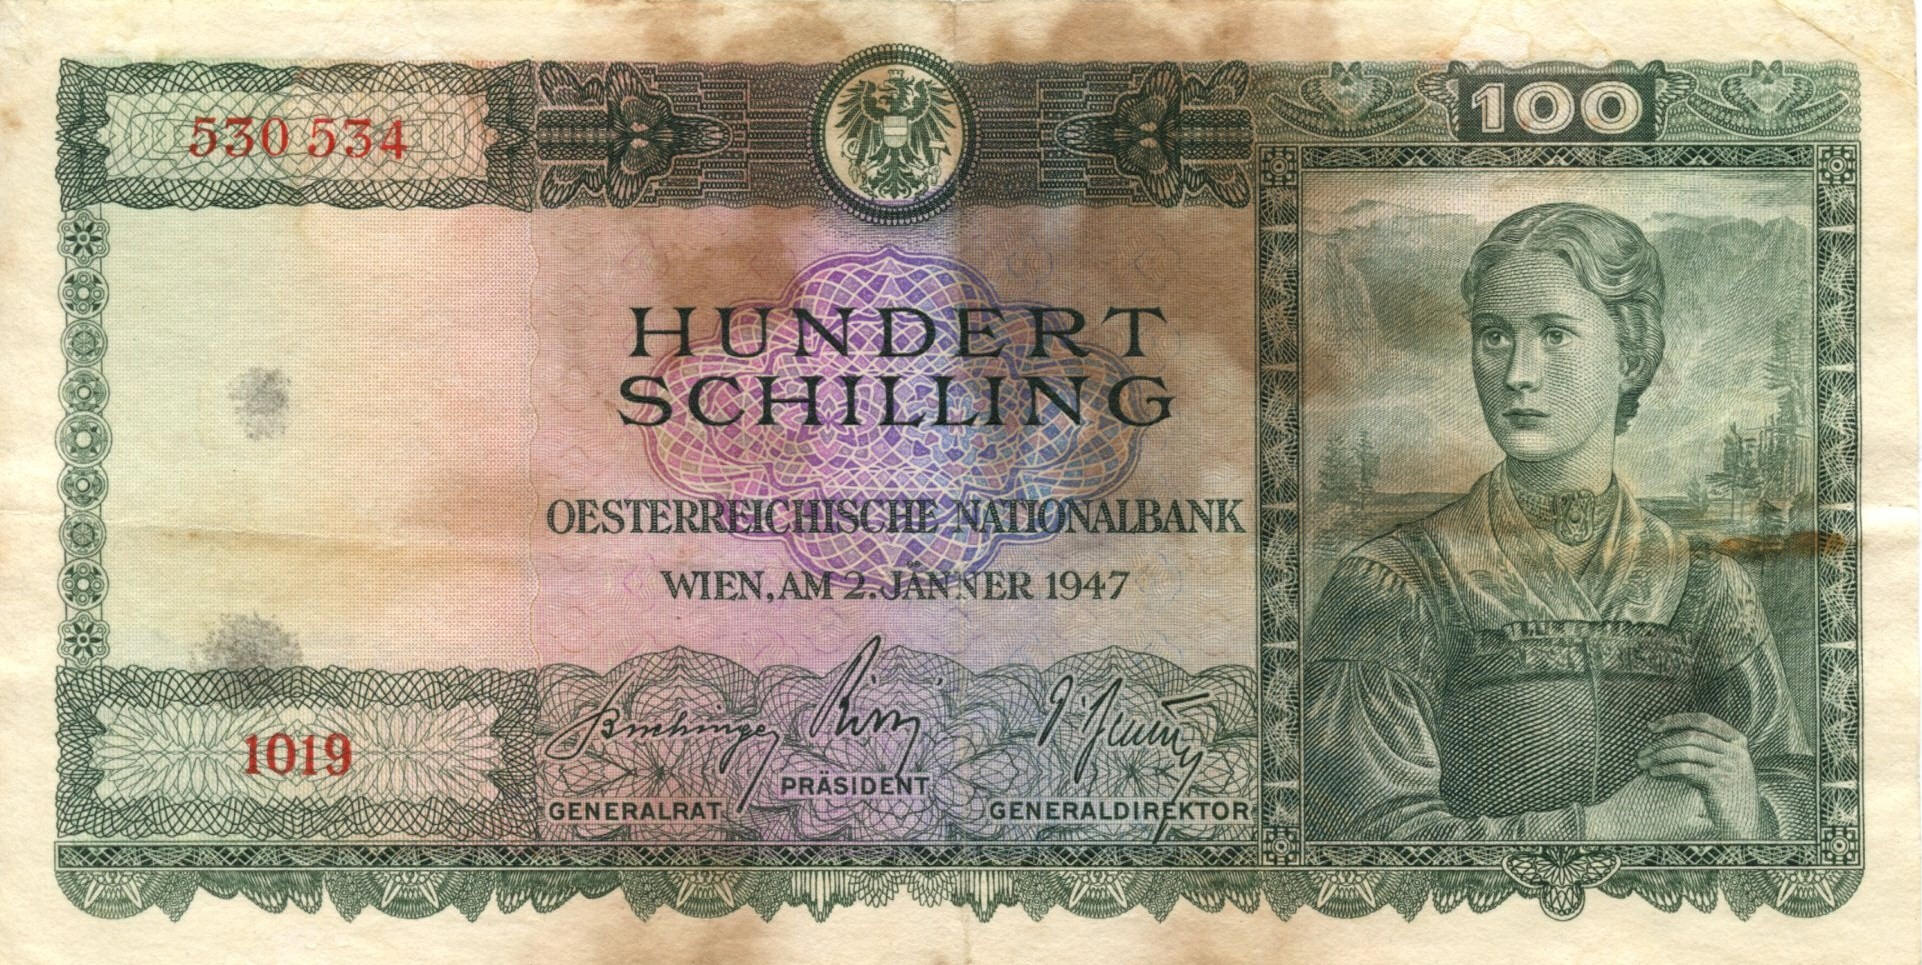 530 534
100
HUNDERT
SCHILLING
OESTERREICHISCHE NATIONALBANK
WIEN, AM 2. JÄNNER 1947
1019
PRÄSIDENT
GENERALRAT
GENERALDIREKTOR